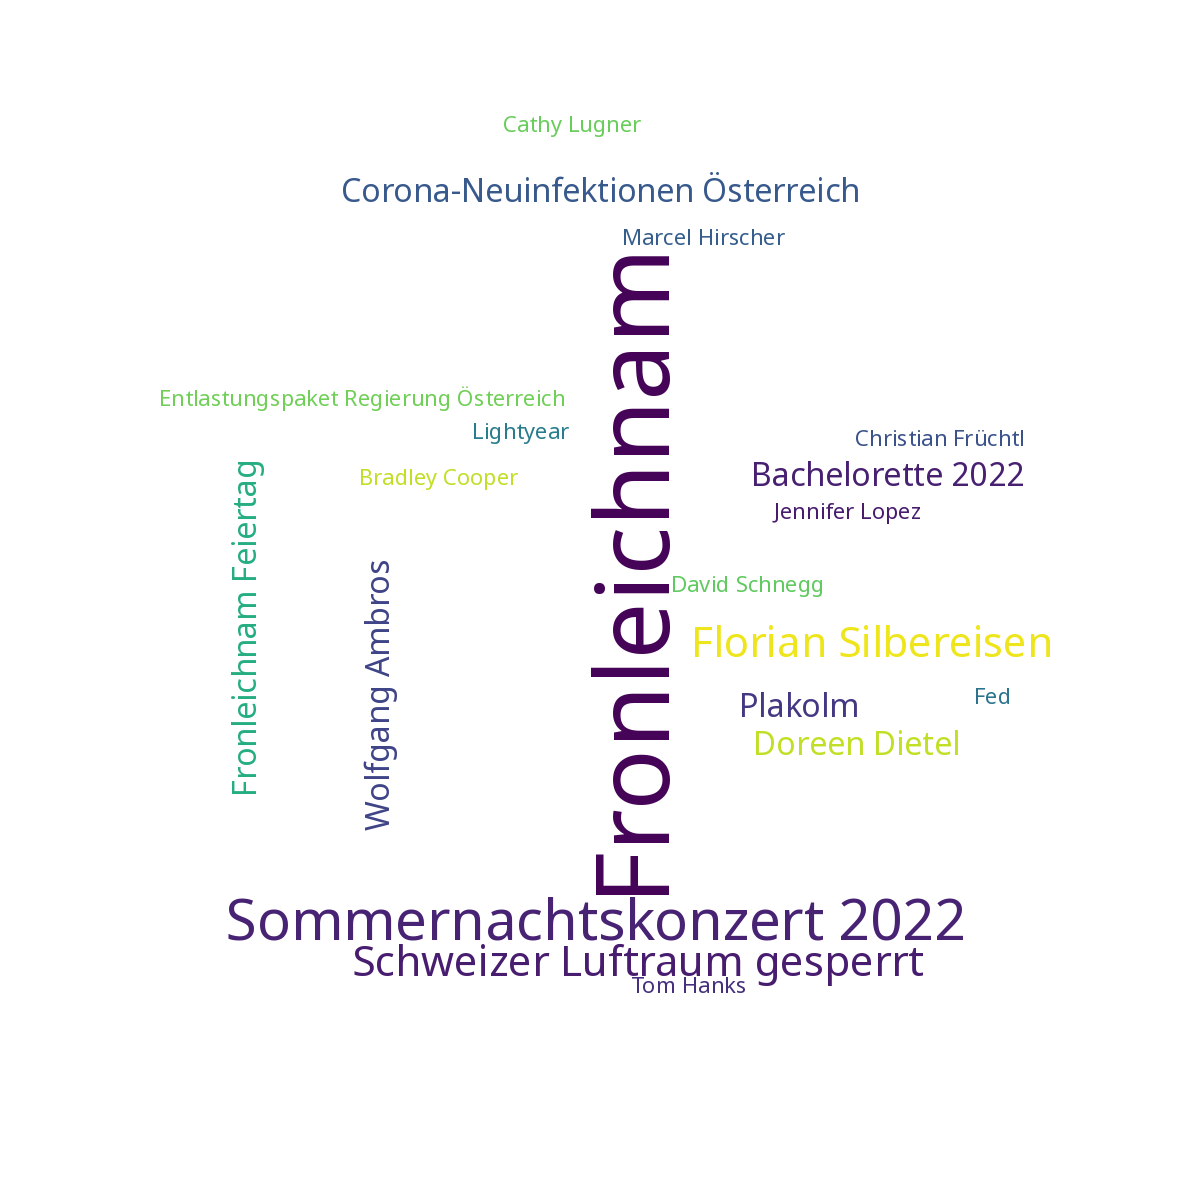 Cathy Lugner
Corona-Neuinfektionen Österreich
Marcel Hirscher
Fronleichnam
Entlastungspaket Regierung Österreich
Lightyear
Christian Früchtl
Bradley Cooper
Bachelorette 2022
Jennifer Lopez
Fronleichnam Feiertag
Wolfgang Ambros
David Schnegg
Florian Silbereisen
Plakolm
Fed
Doreen Dietel
Sommernachtskonzert 2022
Schweizer Luftraum gesperrt
Tom Hanks